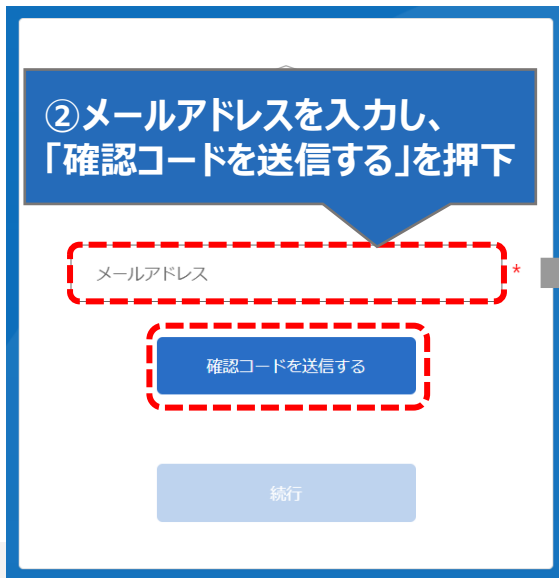 ②メールアドレスを入力し、
「確認コードを送信する」を押下
メールアドレス *
確認コードを送信する
続行